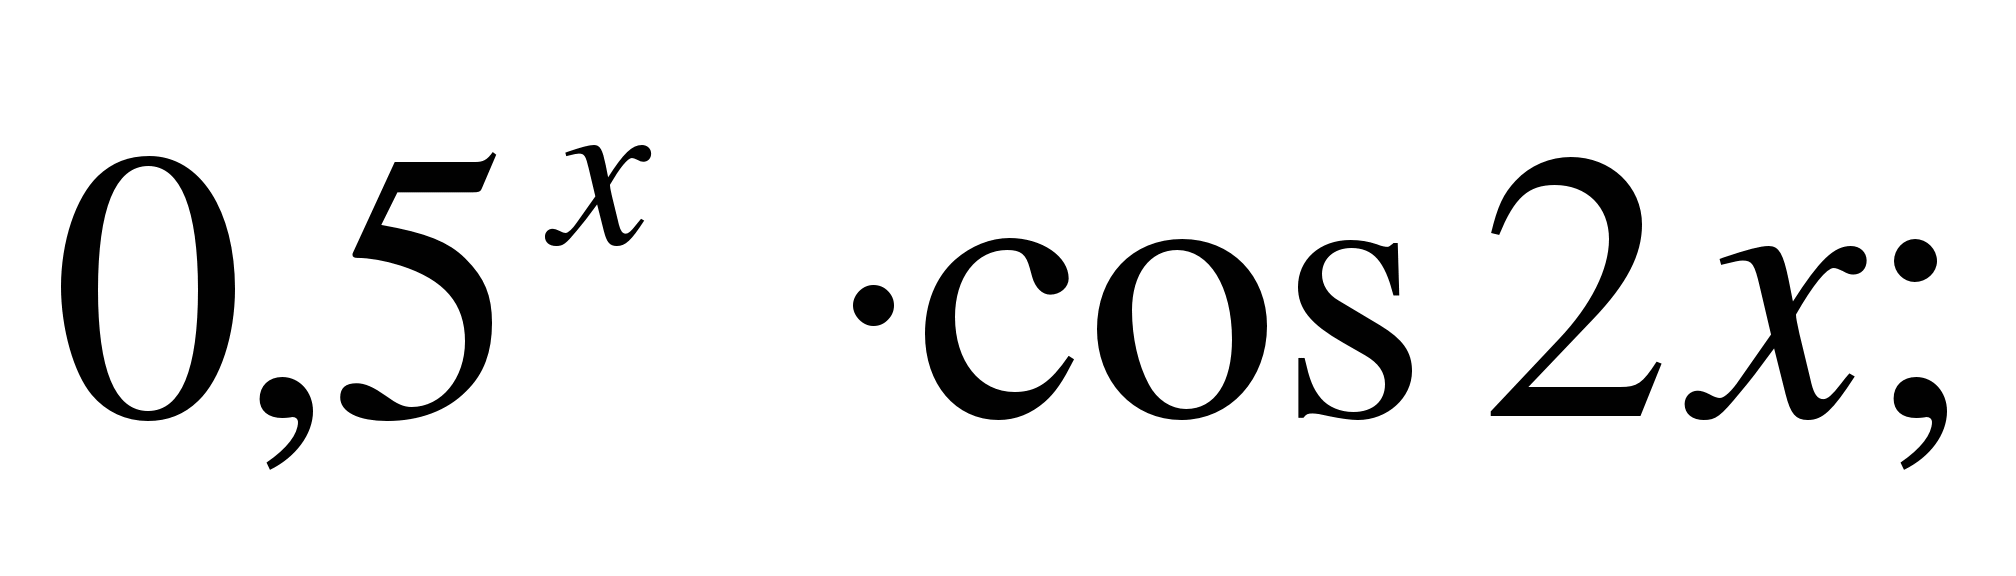 0,5^x · cos 2x;